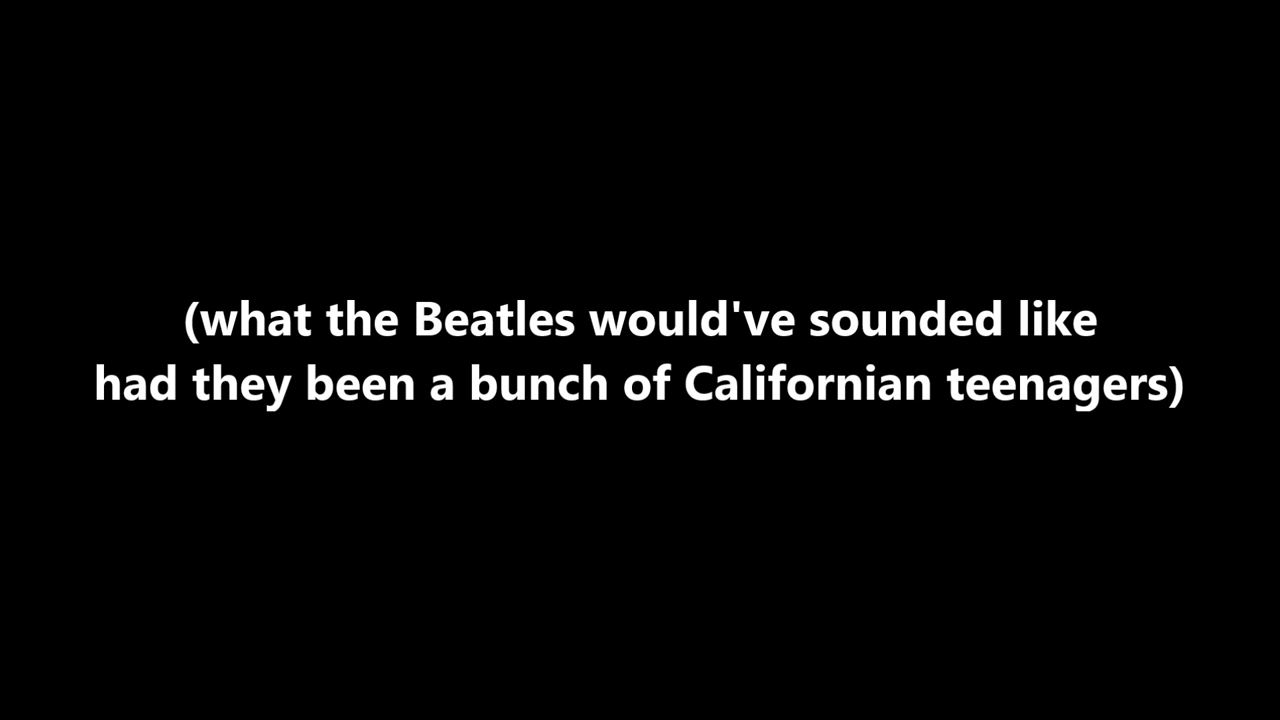 (what the Beatles would've sounded like
had they been a bunch of Californian teenagers)